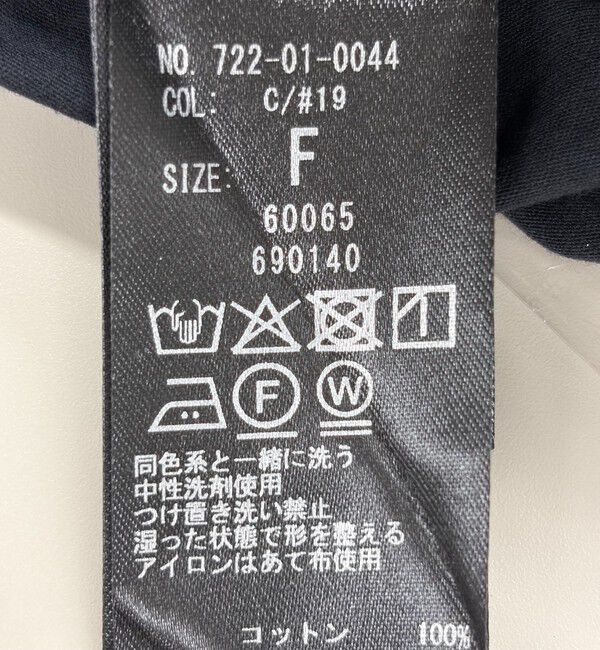 NO. 722-01-0044
COL: C/#19
SIZE: F
60065
690140
F W
同色系と一緒に洗う
中性洗剤使用
つけ置き洗い禁止
湿った状態で形を整える
アイロンはあて布使用
コットン 100%